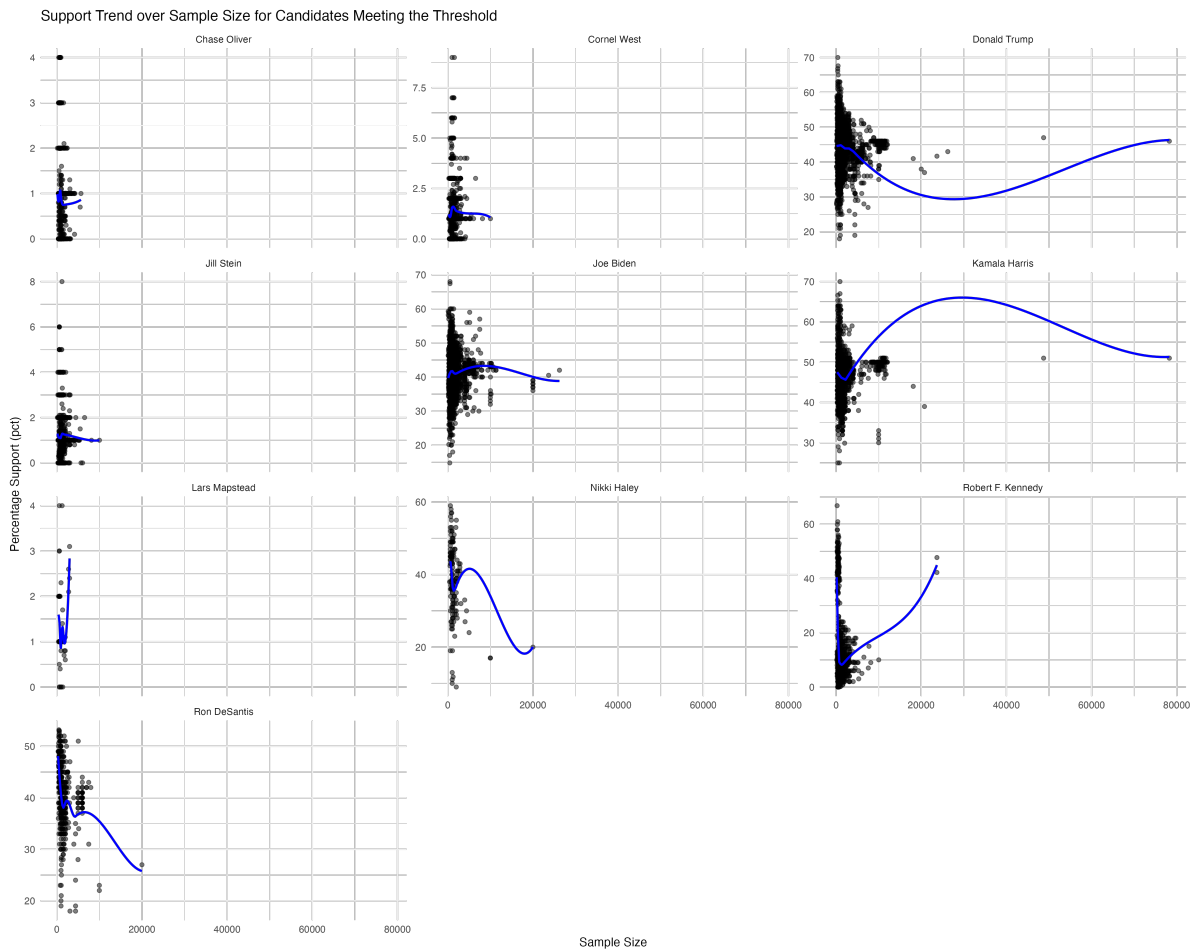 Support Trend over Sample Size for Candidates Meeting the Threshold
Chase Oliver
Cornel West
Donald Trump
4
3
2
1
0
7.5
5.0
2.5
0.0
70
60
50
40
30
20
Jill Stein
Joe Biden
Kamala Harris
8
6
4
2
0
70
60
50
40
30
20
70
60
50
40
30
Lars Mapstead
Nikki Haley
Robert F. Kennedy
4
3
2
1
0
60
40
20
60
40
20
0
0 20000 40000 60000 80000
0 20000 40000 60000 80000
Ron DeSantis
50
40
30
20
0 20000 40000 60000 80000
Percentage Support (pct)
Sample Size